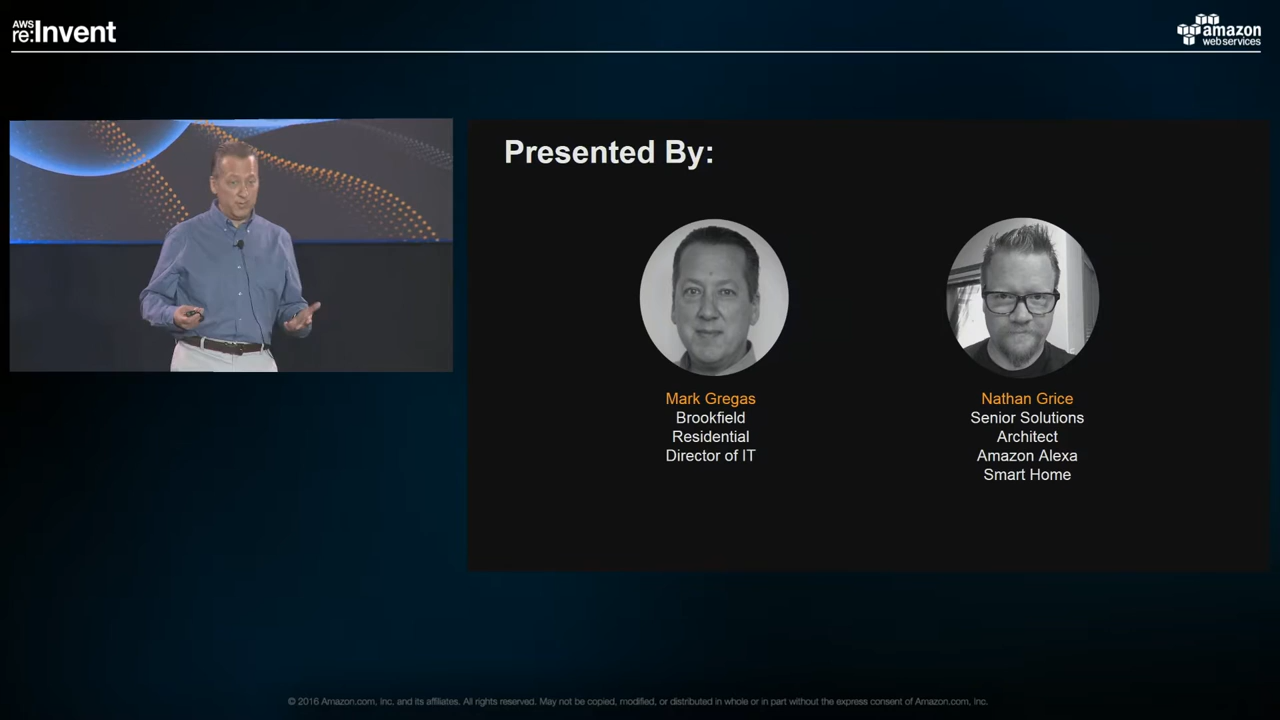 AWS
re:Invent
amazon
web services
Presented By:
Mark Gregas
Brookfield
Residential
Director of IT
Nathan Grice
Senior Solutions
Architect
Amazon Alexa
Smart Home
© 2016 Amazon.com, Inc. and its affiliates. All rights reserved. May not be copied, modified, or distributed in whole or in part without the express consent of Amazon.com, Inc.